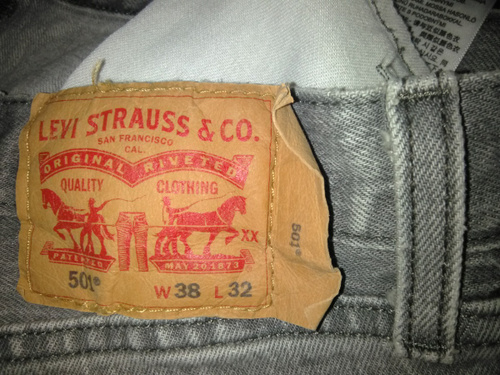 LEVI STRAUSS & CO.
SAN FRANCISCO
CAL.
ORIGINAL RIVETED
QUALITY CLOTHING
XX
PATENTED MAY 20 1873
501®
W 38 L 32
501®